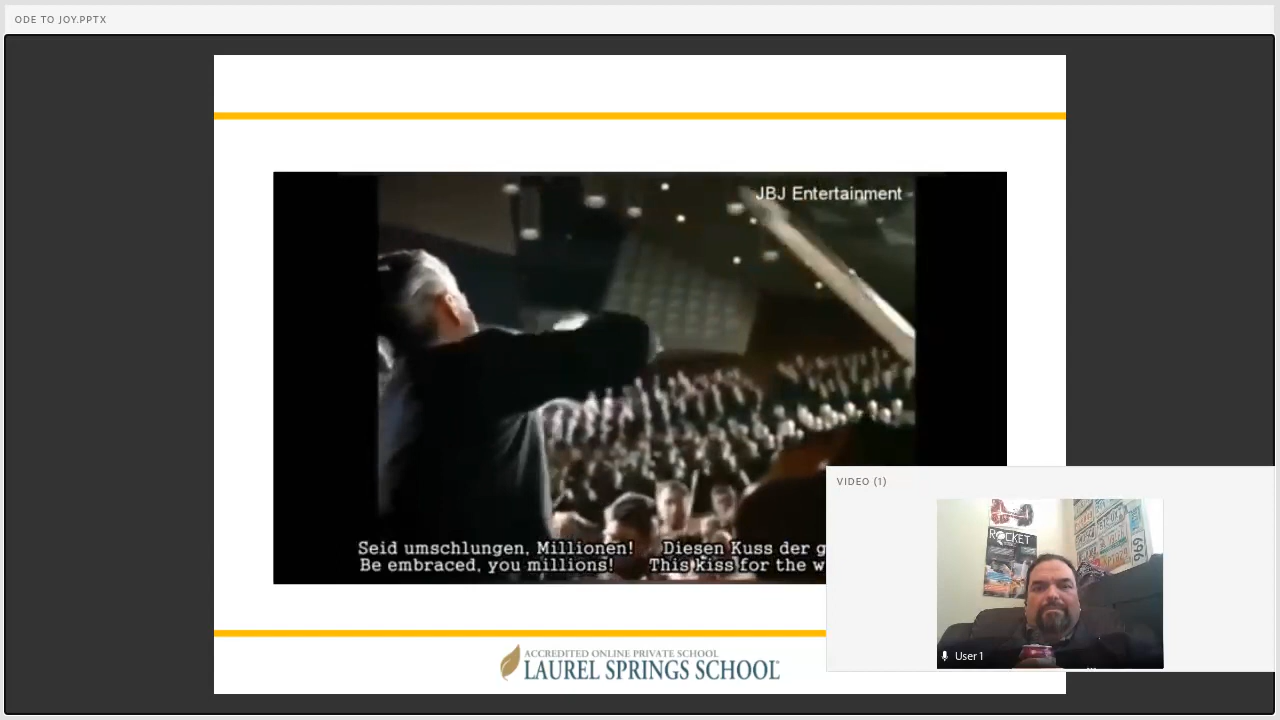 ODE TO JOY.PPTX
JBJ Entertainment
Seid umschlungen, Millionen! Diesen Kuss der g
Be embraced, you millions! This kiss for the w
VIDEO (1)
ROCKET
User 1
ACCREDITED ONLINE PRIVATE SCHOOL
LAUREL SPRINGS SCHOOL